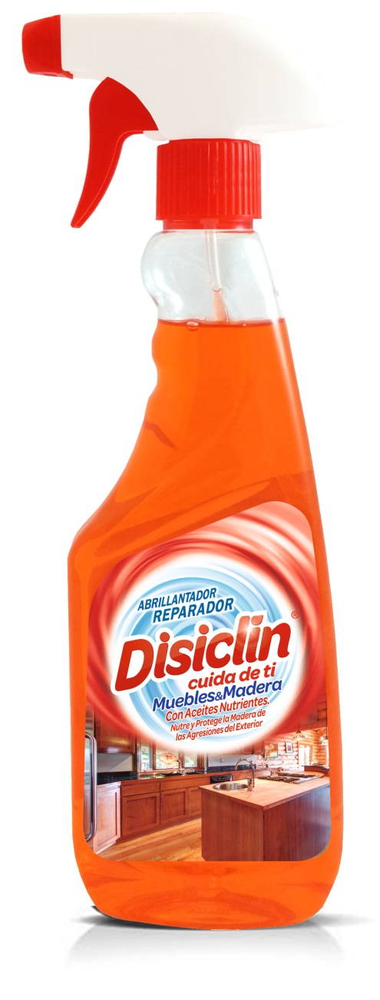 ABRILLANTADOR
REPARADOR
Disiclin®
cuida de ti
Muebles&Madera
Con Aceites Nutrientes.
Nutre y Protege la Madera de
las Agresiones del Exterior